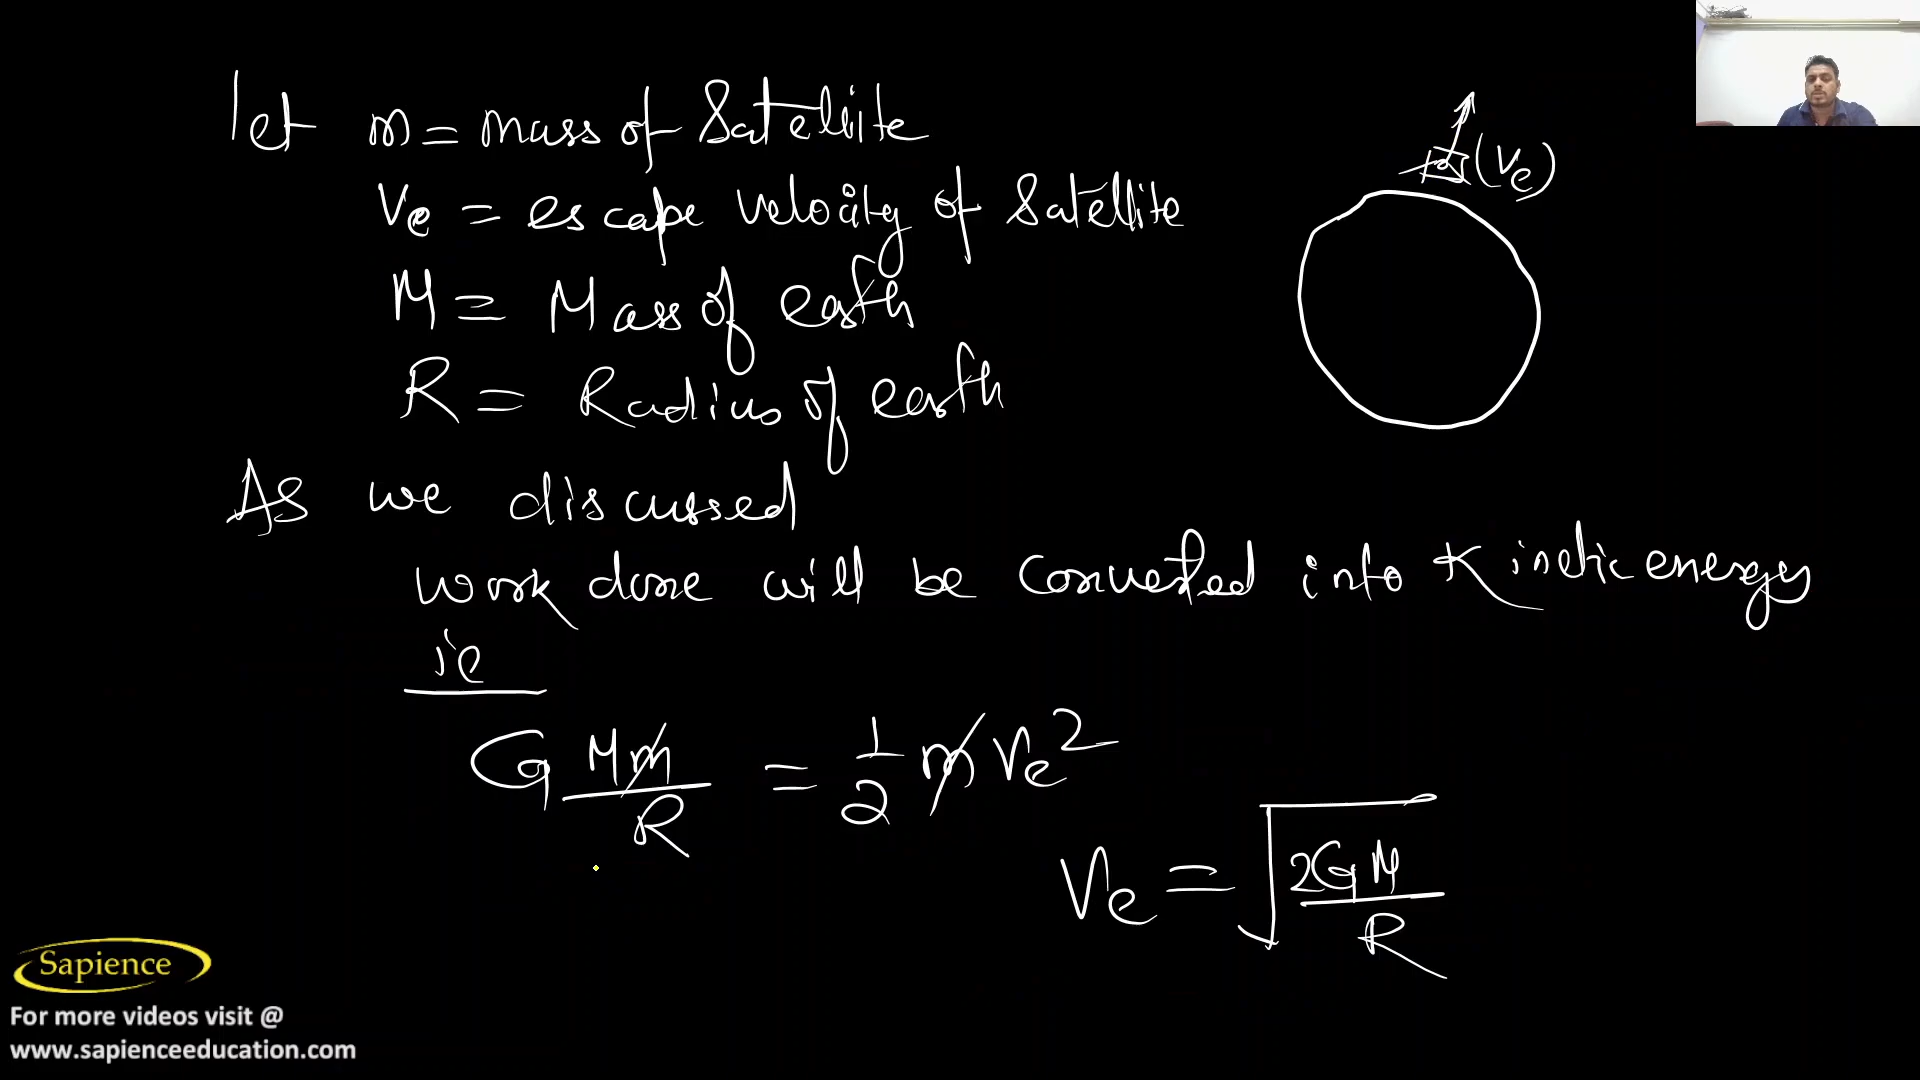 let m = mass of Satellite
(Ve)
Ve = escape velocity of Satellite
M = Mass of earth
R = Radius of earth
As we discussed
work done will be converted into Kinetic energy
ie
G Mm/R = 1/2 m Ve²
Ve = √(2GM/R)
Sapience
For more videos visit @
www.sapienceeducation.com